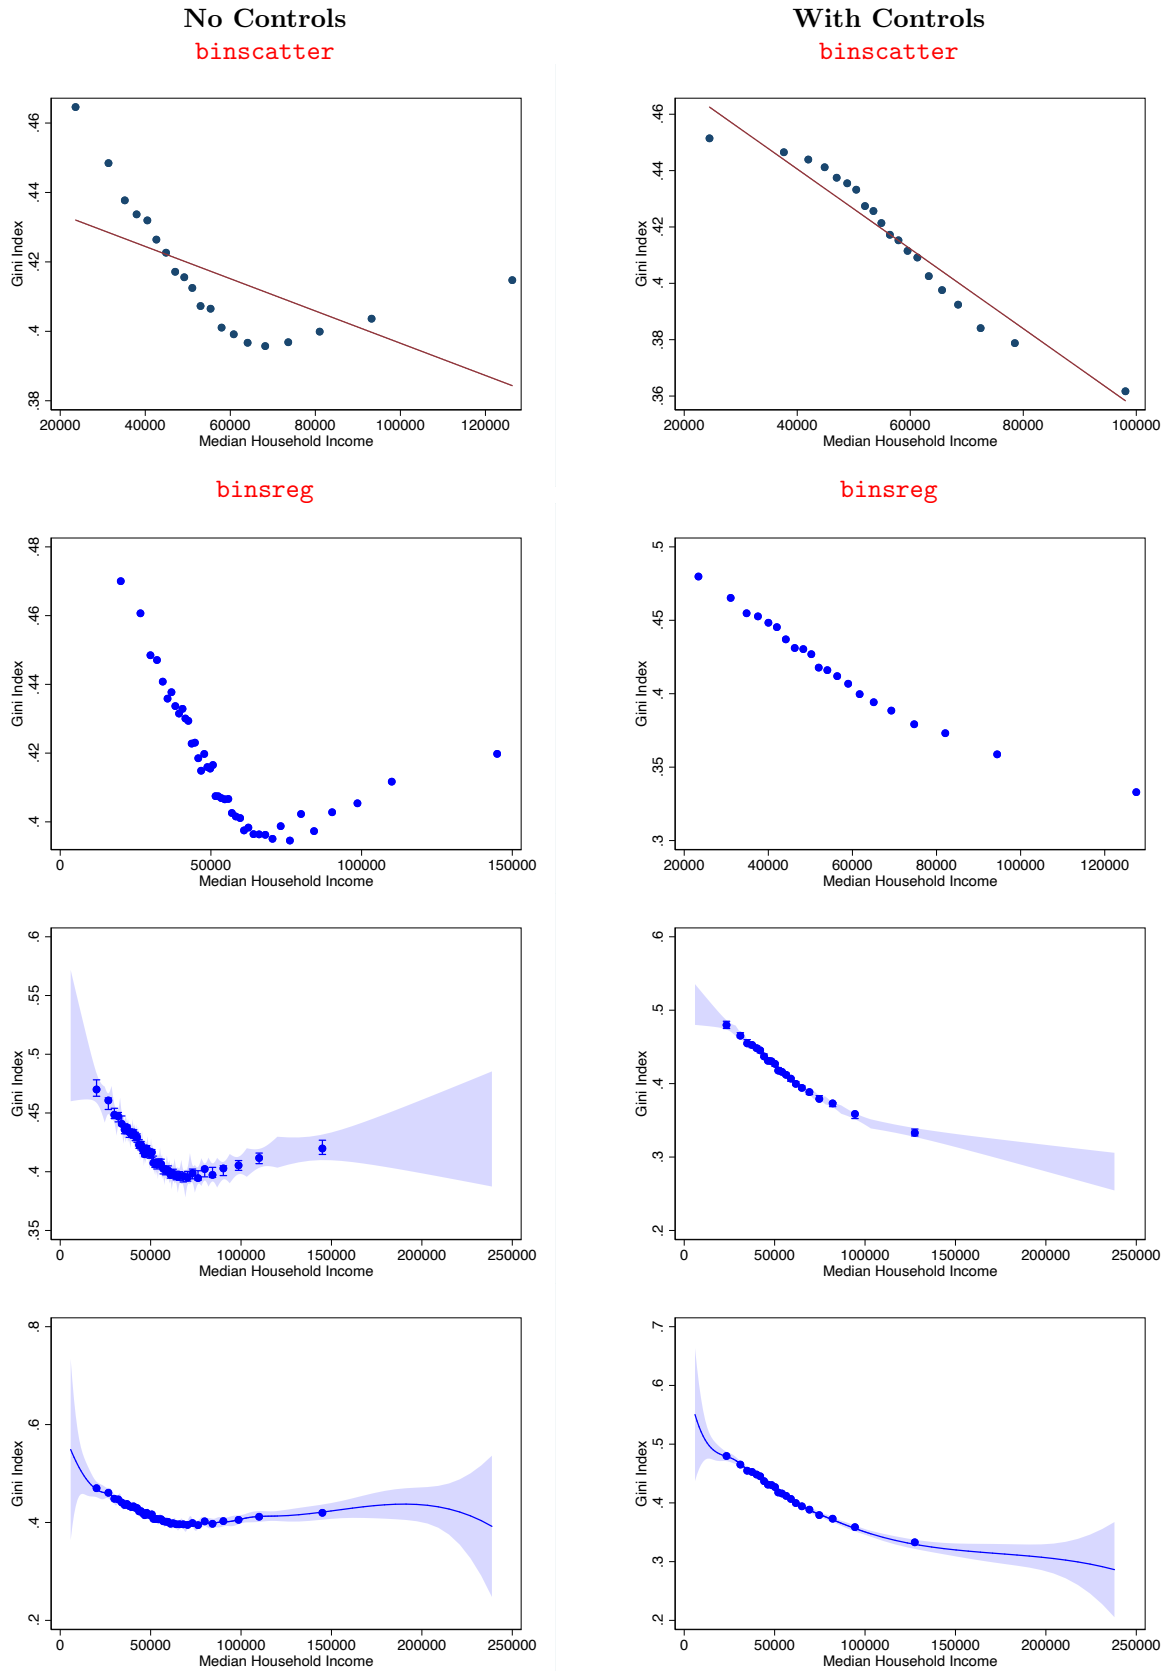 No Controls
binscatter
.46
.44
.42
.4
.38
Gini Index
20000 40000 60000 80000 100000 120000
Median Household Income
With Controls
binscatter
.46
.44
.42
.4
.38
.36
Gini Index
20000 40000 60000 80000 100000
Median Household Income
binsreg
.48
.46
.44
.42
.4
Gini Index
0 50000 100000 150000
Median Household Income
binsreg
.5
.45
.4
.35
.3
Gini Index
20000 40000 60000 80000 100000 120000
Median Household Income
.6
.55
.5
.45
.4
.35
Gini Index
0 50000 100000 150000 200000 250000
Median Household Income
.6
.5
.4
.3
.2
Gini Index
0 50000 100000 150000 200000 250000
Median Household Income
.8
.6
.4
.2
Gini Index
0 50000 100000 150000 200000 250000
Median Household Income
.7
.6
.5
.4
.3
.2
Gini Index
0 50000 100000 150000 200000 250000
Median Household Income